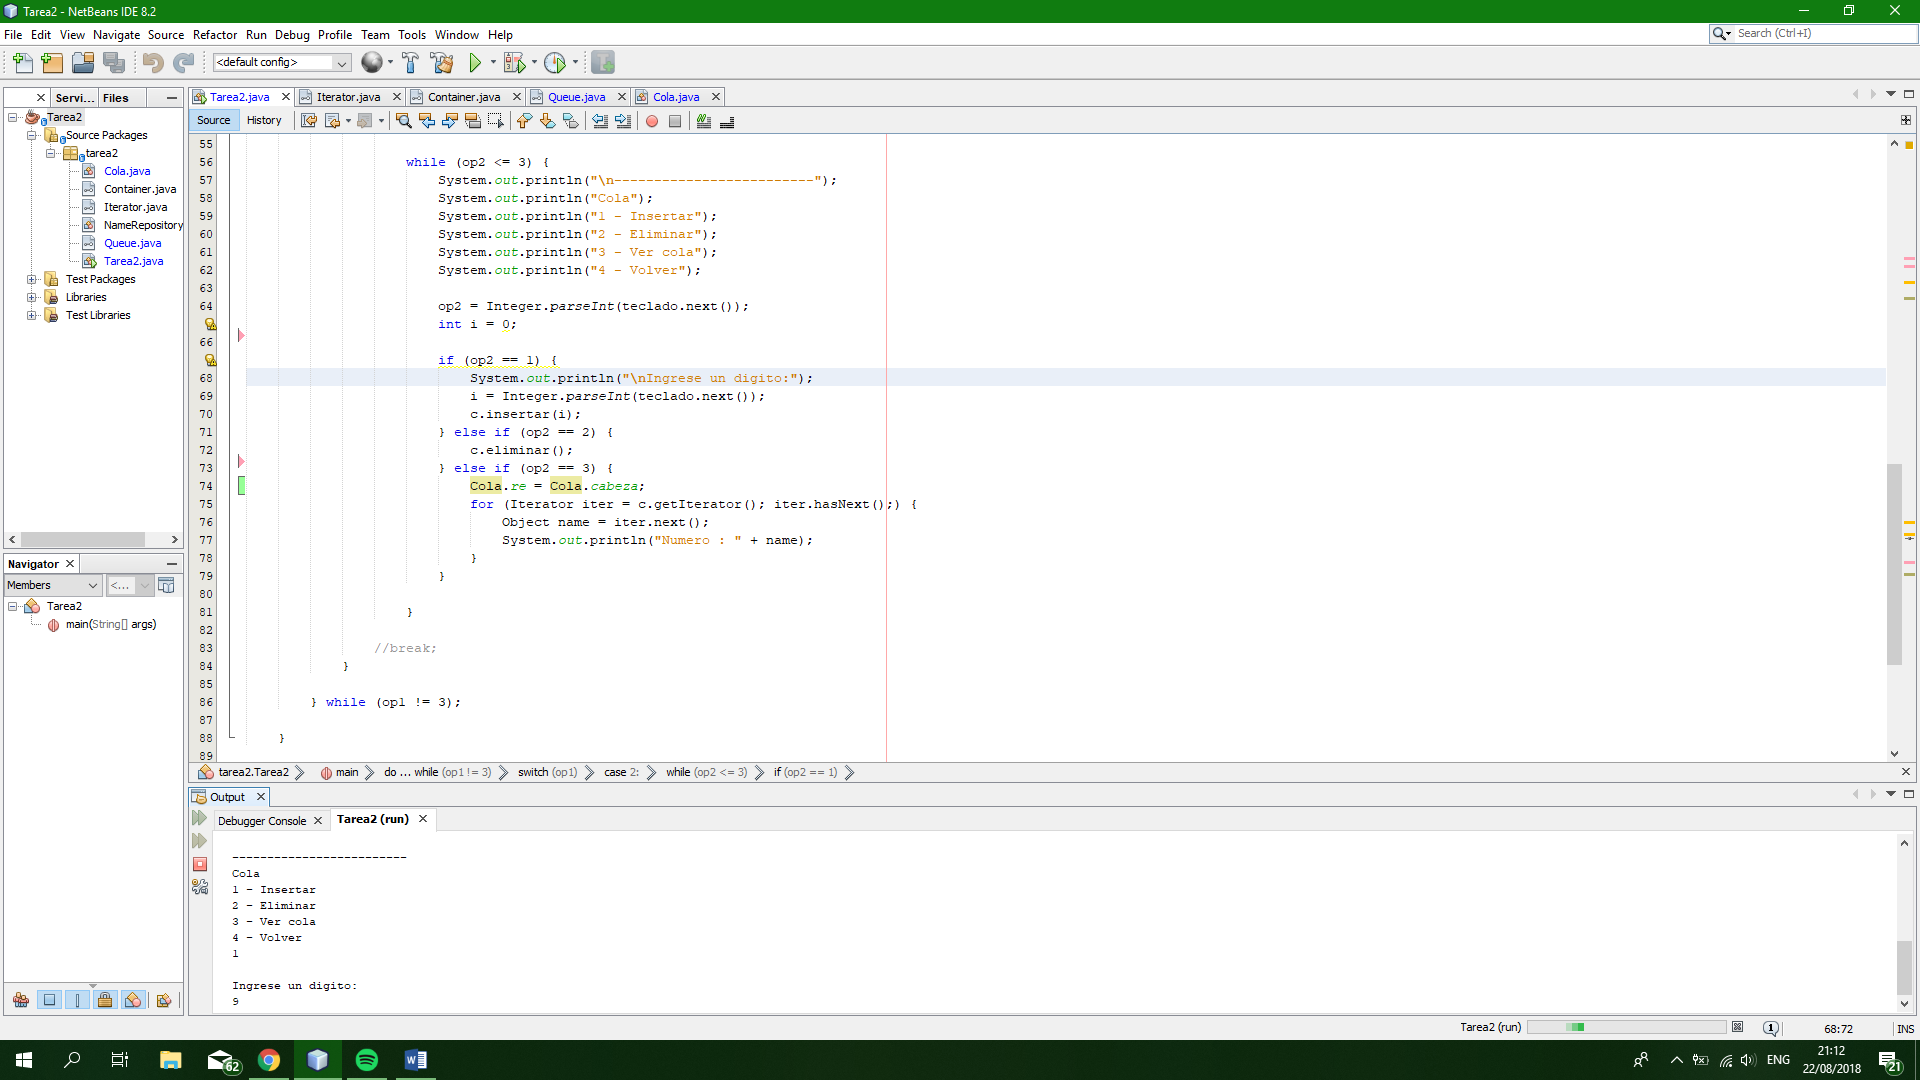 Tarea2 - NetBeans IDE 8.2
File Edit View Navigate Source Refactor Run Debug Profile Team Tools Window Help
Search (Ctrl+I)
<default config>
Servi... Files
Tarea2
Source Packages
tarea2
Cola.java
Container.java
Iterator.java
NameRepository
Queue.java
Tarea2.java
Test Packages
Libraries
Test Libraries
Navigator
Members <...
Tarea2
main(String[] args)
Tarea2.java Iterator.java Container.java Queue.java Cola.java
Source History
55
56 while (op2 <= 3) {
57 System.out.println("\n-------------------------");
58 System.out.println("Cola");
59 System.out.println("1 - Insertar");
60 System.out.println("2 - Eliminar");
61 System.out.println("3 - Ver cola");
62 System.out.println("4 - Volver");
63
64 op2 = Integer.parseInt(teclado.next());
int i = 0;
66
if (op2 == 1) {
68 System.out.println("\nIngrese un digito:");
69 i = Integer.parseInt(teclado.next());
70 c.insertar(i);
71 } else if (op2 == 2) {
72 c.eliminar();
73 } else if (op2 == 3) {
74 Cola.re = Cola.cabeza;
75 for (Iterator iter = c.getIterator(); iter.hasNext();) {
76 Object name = iter.next();
77 System.out.println("Numero : " + name);
78 }
79 }
80
81 }
82
83 //break;
84 }
85
86 } while (op1 != 3);
87
88 }
89
tarea2.Tarea2 main do ... while (op1 != 3) switch (op1) case 2: while (op2 <= 3) if (op2 == 1)
Output
Debugger Console Tarea2 (run)
-------------------------
Cola
1 - Insertar
2 - Eliminar
3 - Ver cola
4 - Volver
1
Ingrese un digito:
9
Tarea2 (run) 1 68:72 INS
62
ENG
21:12
22/08/2018
21